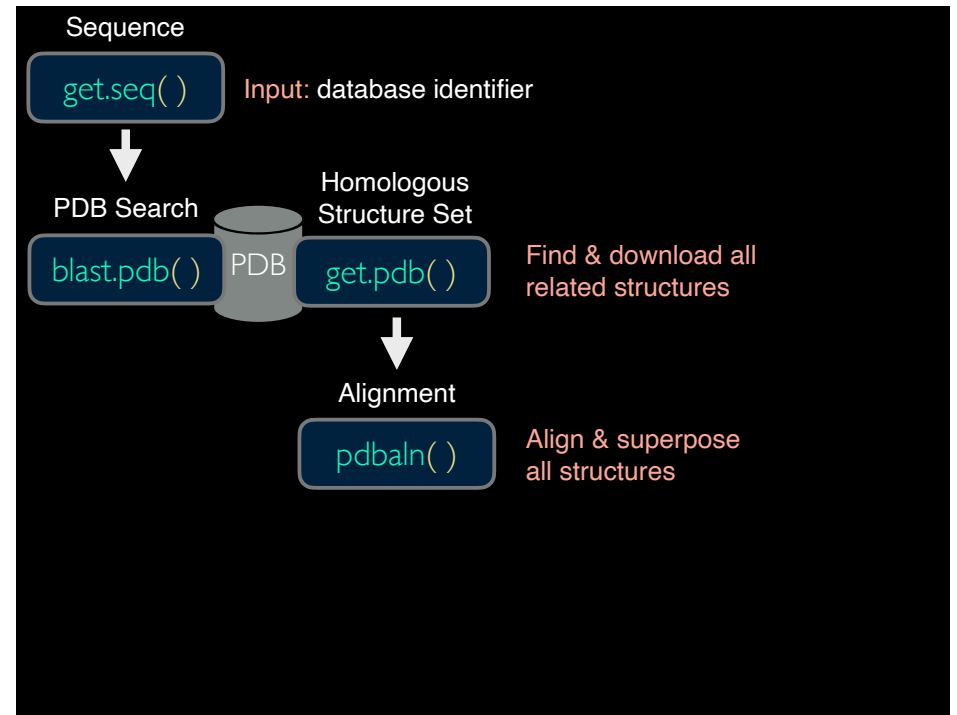 Sequence
get.seq( )
Input: database identifier
PDB Search
blast.pdb( )
PDB
Homologous
Structure Set
get.pdb( )
Find & download all
related structures
Alignment
pdbaln( )
Align & superpose
all structures